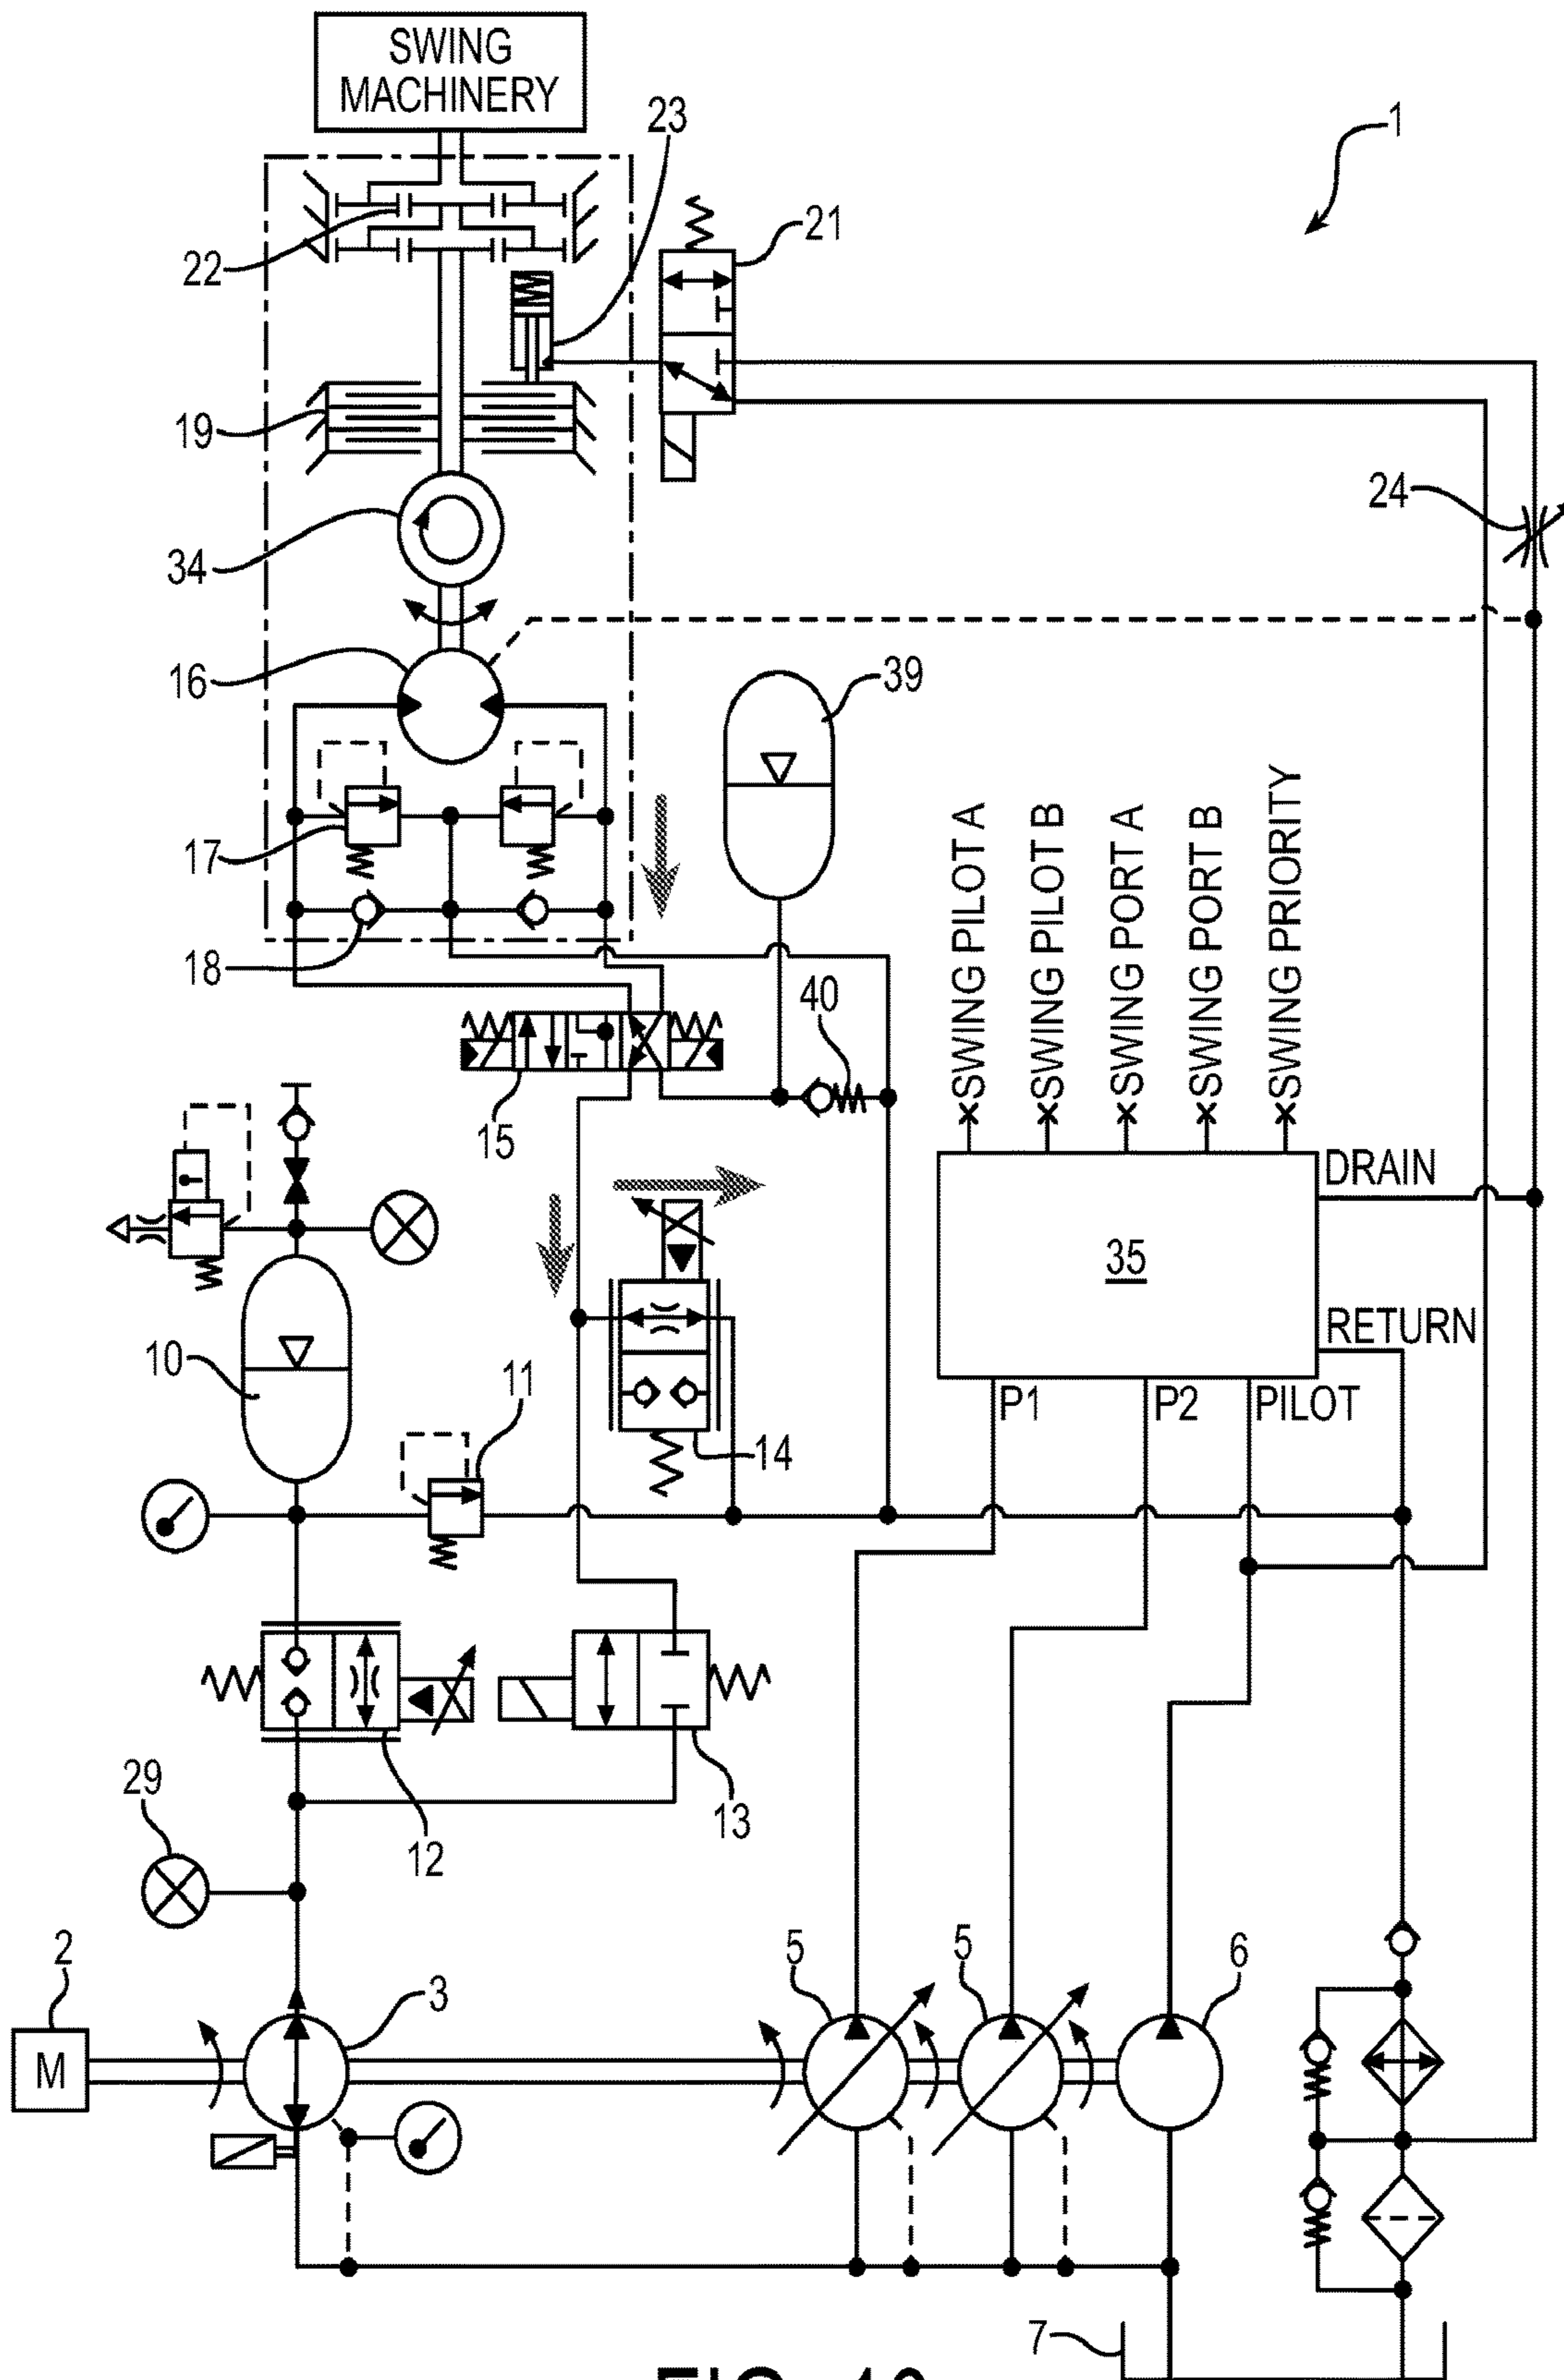 SWING
MACHINERY
23
1
21
22
19
24
34
16
39
17
18
40
15
SWING PILOT A
SWING PILOT B
SWING PORT A
SWING PORT B
SWING PRIORITY
DRAIN
35
RETURN
10
11
14
P1
P2
PILOT
29
12
13
2
3
5
5
6
M
7